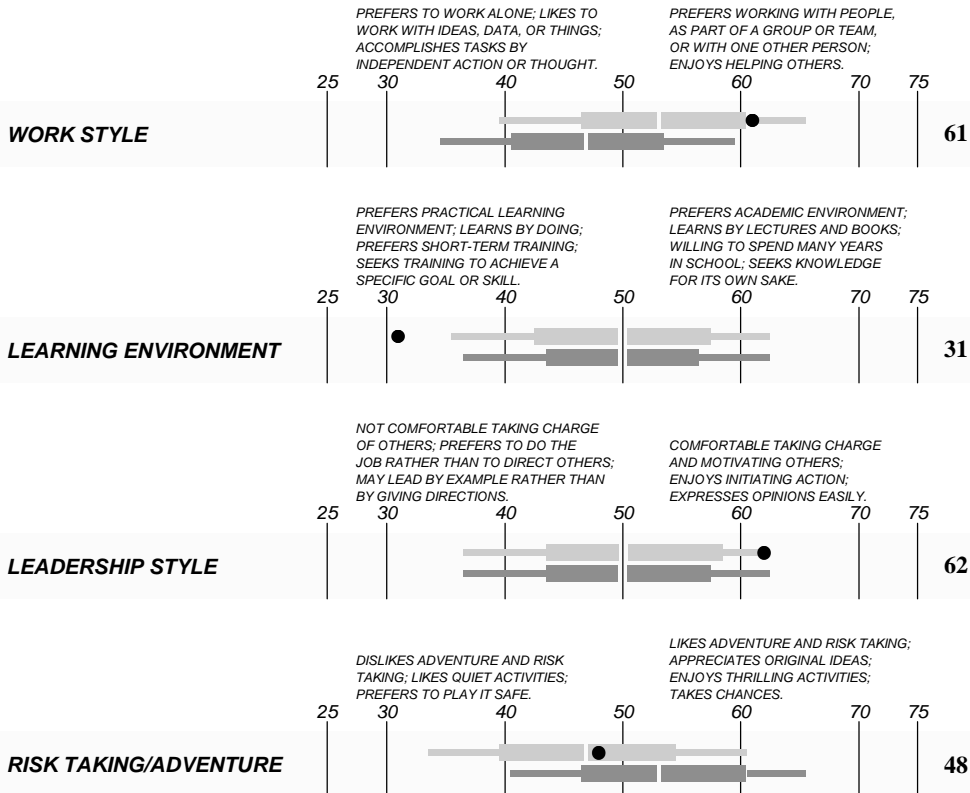 PREFERS TO WORK ALONE; LIKES TO
WORK WITH IDEAS, DATA, OR THINGS;
ACCOMPLISHES TASKS BY
INDEPENDENT ACTION OR THOUGHT.
PREFERS WORKING WITH PEOPLE,
AS PART OF A GROUP OR TEAM,
OR WITH ONE OTHER PERSON;
ENJOYS HELPING OTHERS.
25 30 40 50 60 70 75
WORK STYLE 61
PREFERS PRACTICAL LEARNING
ENVIRONMENT; LEARNS BY DOING;
PREFERS SHORT-TERM TRAINING;
SEEKS TRAINING TO ACHIEVE A
SPECIFIC GOAL OR SKILL.
PREFERS ACADEMIC ENVIRONMENT;
LEARNS BY LECTURES AND BOOKS;
WILLING TO SPEND MANY YEARS
IN SCHOOL; SEEKS KNOWLEDGE
FOR ITS OWN SAKE.
25 30 40 50 60 70 75
LEARNING ENVIRONMENT 31
NOT COMFORTABLE TAKING CHARGE
OF OTHERS; PREFERS TO DO THE
JOB RATHER THAN TO DIRECT OTHERS;
MAY LEAD BY EXAMPLE RATHER THAN
BY GIVING DIRECTIONS.
COMFORTABLE TAKING CHARGE
AND MOTIVATING OTHERS;
ENJOYS INITIATING ACTION;
EXPRESSES OPINIONS EASILY.
25 30 40 50 60 70 75
LEADERSHIP STYLE 62
DISLIKES ADVENTURE AND RISK
TAKING; LIKES QUIET ACTIVITIES;
PREFERS TO PLAY IT SAFE.
LIKES ADVENTURE AND RISK TAKING;
APPRECIATES ORIGINAL IDEAS;
ENJOYS THRILLING ACTIVITIES;
TAKES CHANCES.
25 30 40 50 60 70 75
RISK TAKING/ADVENTURE 48